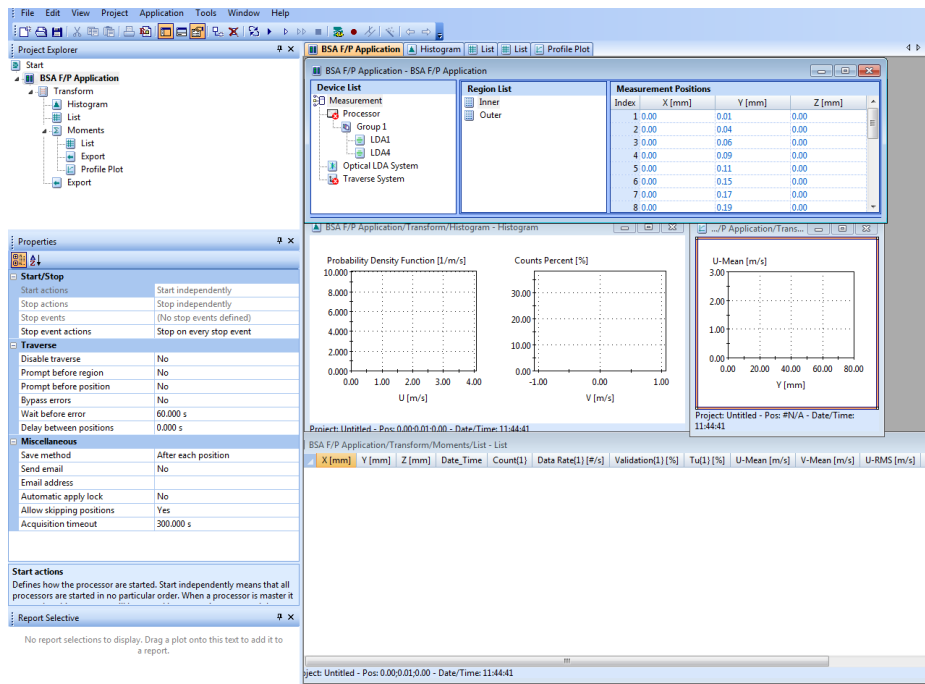 File Edit View Project Application Tools Window Help
Project Explorer
Start
BSA F/P Application
Transform
Histogram
List
Moments
List
Export
Profile Plot
Export
Properties
Start/Stop
Start actions Start independently
Stop actions Stop independently
Stop events (No stop events defined)
Stop event actions Stop on every stop event
Traverse
Disable traverse No
Prompt before region No
Prompt before position No
Bypass errors No
Wait before error 60.000 s
Delay between positions 0.000 s
Miscellaneous
Save method After each position
Send email No
Email address
Automatic apply lock No
Allow skipping positions Yes
Acquisition timeout 300.000 s
Start actions
Defines how the processor are started. Start independently means that all
processors are started in no particular order. When a processor is master it
Report Selective
No report selections to display. Drag a plot onto this text to add it to
a report.
BSA F/P Application Histogram List List Profile Plot
BSA F/P Application - BSA F/P Application
Device List
Measurement
Processor
Group 1
LDA1
LDA4
Optical LDA System
Traverse System
Region List
Inner
Outer
Measurement Positions
Index X [mm] Y [mm] Z [mm]
1 0.00 0.01 0.00
2 0.00 0.04 0.00
3 0.00 0.06 0.00
4 0.00 0.09 0.00
5 0.00 0.11 0.00
6 0.00 0.15 0.00
7 0.00 0.17 0.00
8 0.00 0.19 0.00
BSA F/P Application/Transform/Histogram - Histogram
Probability Density Function [1/m/s]
10.000
8.000
6.000
4.000
2.000
0.000
0.00 1.00 2.00 3.00 4.00
U [m/s]
Counts Percent [%]
30.00
20.00
10.00
0.00
-1.00 0.00 1.00
V [m/s]
Project: Untitled - Pos: 0.00;0.01;0.00 - Date/Time: 11:44:41
.../P Application/Trans...
U-Mean [m/s]
3.00
2.00
1.00
0.00
0.00 20.00 40.00 60.00 80.00
Y [mm]
Project: Untitled - Pos: #N/A - Date/Time:
11:44:41
BSA F/P Application/Transform/Moments/List - List
X [mm] Y [mm] Z [mm] Date_Time Count{1} Data Rate{1} [#/s] Validation{1} [%] Tu{1} [%] U-Mean [m/s] V-Mean [m/s] U-RMS [m/s]
ject: Untitled - Pos: 0.00;0.01;0.00 - Date/Time: 11:44:41